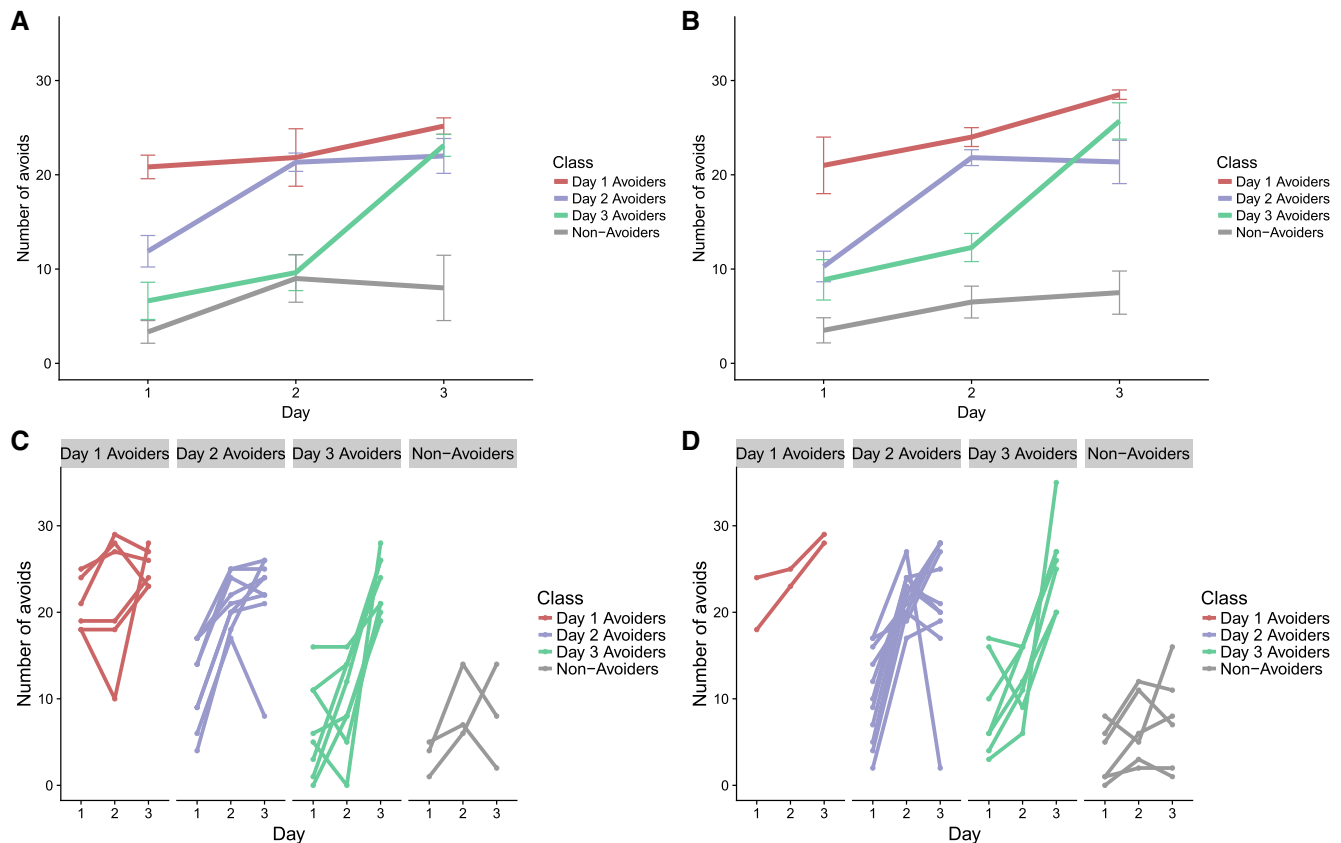 A
Number of avoids
30
20
10
0
1 2 3
Day
Class
Day 1 Avoiders
Day 2 Avoiders
Day 3 Avoiders
Non−Avoiders
B
Number of avoids
30
20
10
0
1 2 3
Day
Class
Day 1 Avoiders
Day 2 Avoiders
Day 3 Avoiders
Non−Avoiders
C
Day 1 Avoiders Day 2 Avoiders Day 3 Avoiders Non−Avoiders
Number of avoids
30
20
10
0
1 2 3 1 2 3 1 2 3 1 2 3
Day
Class
Day 1 Avoiders
Day 2 Avoiders
Day 3 Avoiders
Non−Avoiders
D
Day 1 Avoiders Day 2 Avoiders Day 3 Avoiders Non−Avoiders
Number of avoids
30
20
10
0
1 2 3 1 2 3 1 2 3 1 2 3
Day
Class
Day 1 Avoiders
Day 2 Avoiders
Day 3 Avoiders
Non−Avoiders